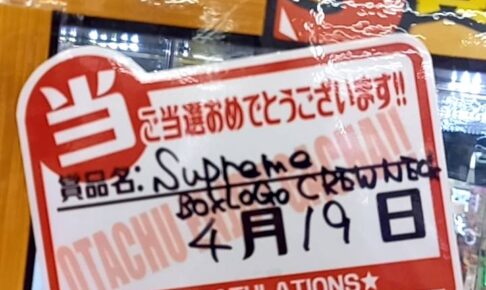 当
ご当選おめでとうございます!!
賞品名: Supreme
BOXLOGO CREWNECK
4月19日